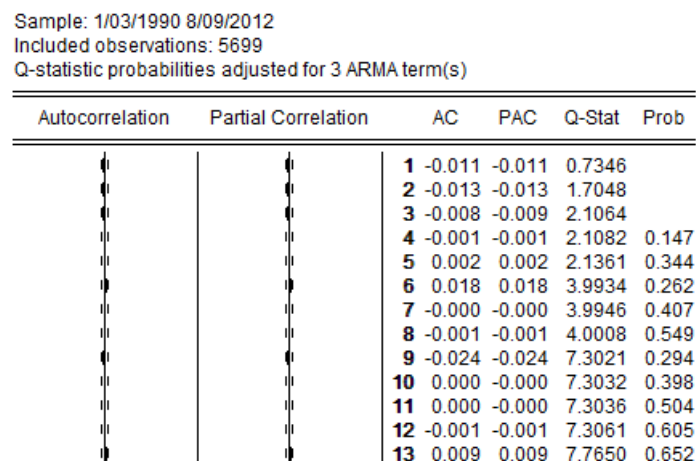 Sample: 1/03/1990 8/09/2012
Included observations: 5699
Q-statistic probabilities adjusted for 3 ARMA term(s)
Autocorrelation Partial Correlation AC PAC Q-Stat Prob
1 -0.011 -0.011 0.7346
2 -0.013 -0.013 1.7048
3 -0.008 -0.009 2.1064
4 -0.001 -0.001 2.1082 0.147
5 0.002 0.002 2.1361 0.344
6 0.018 0.018 3.9934 0.262
7 -0.000 -0.000 3.9946 0.407
8 -0.001 -0.001 4.0008 0.549
9 -0.024 -0.024 7.3021 0.294
10 0.000 -0.000 7.3032 0.398
11 0.000 -0.000 7.3036 0.504
12 -0.001 -0.001 7.3061 0.605
13 0.009 0.009 7.7650 0.652